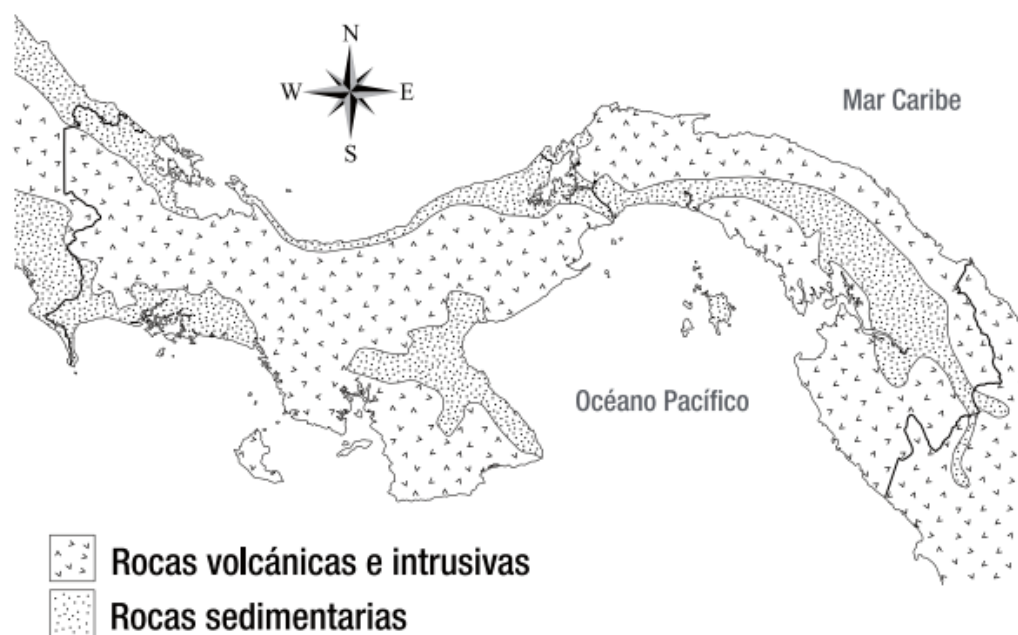 N
W E
S
Mar Caribe
Océano Pacífico
Rocas volcánicas e intrusivas
Rocas sedimentarias